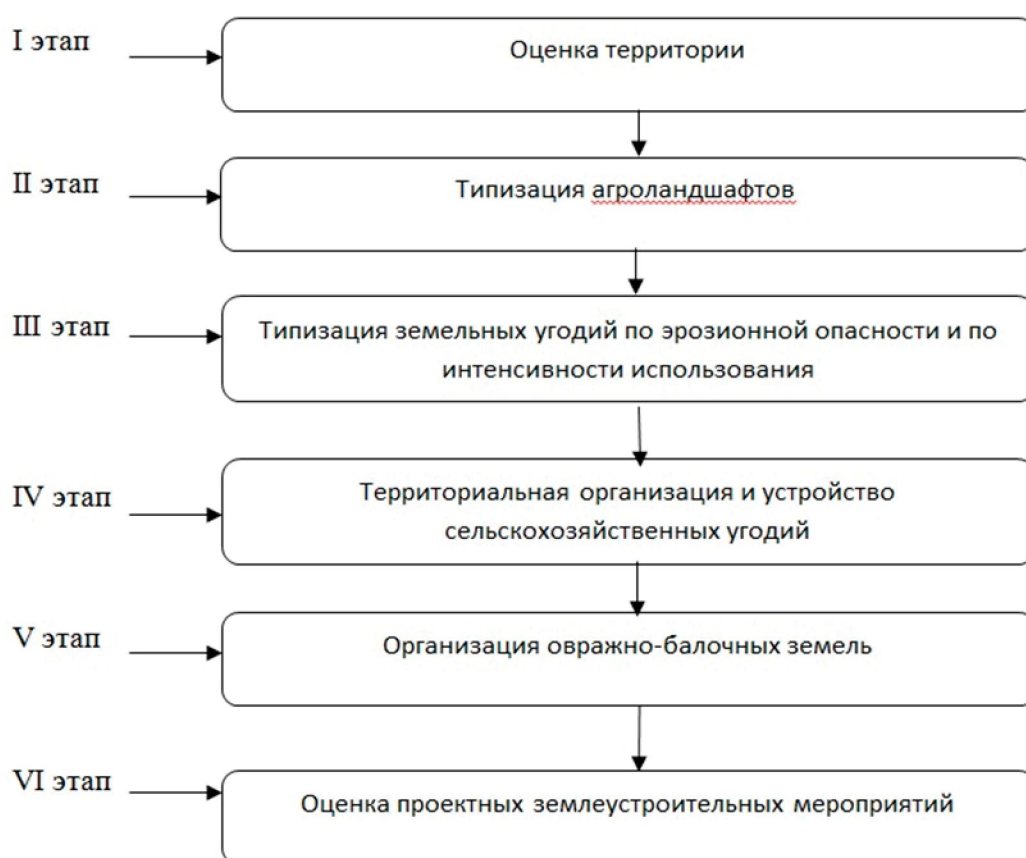 I этап
Оценка территории
II этап
Типизация агроландшафтов
III этап
Типизация земельных угодий по эрозионной опасности и по
интенсивности использования
IV этап
Территориальная организация и устройство
сельскохозяйственных угодий
V этап
Организация овражно-балочных земель
VI этап
Оценка проектных землеустроительных мероприятий